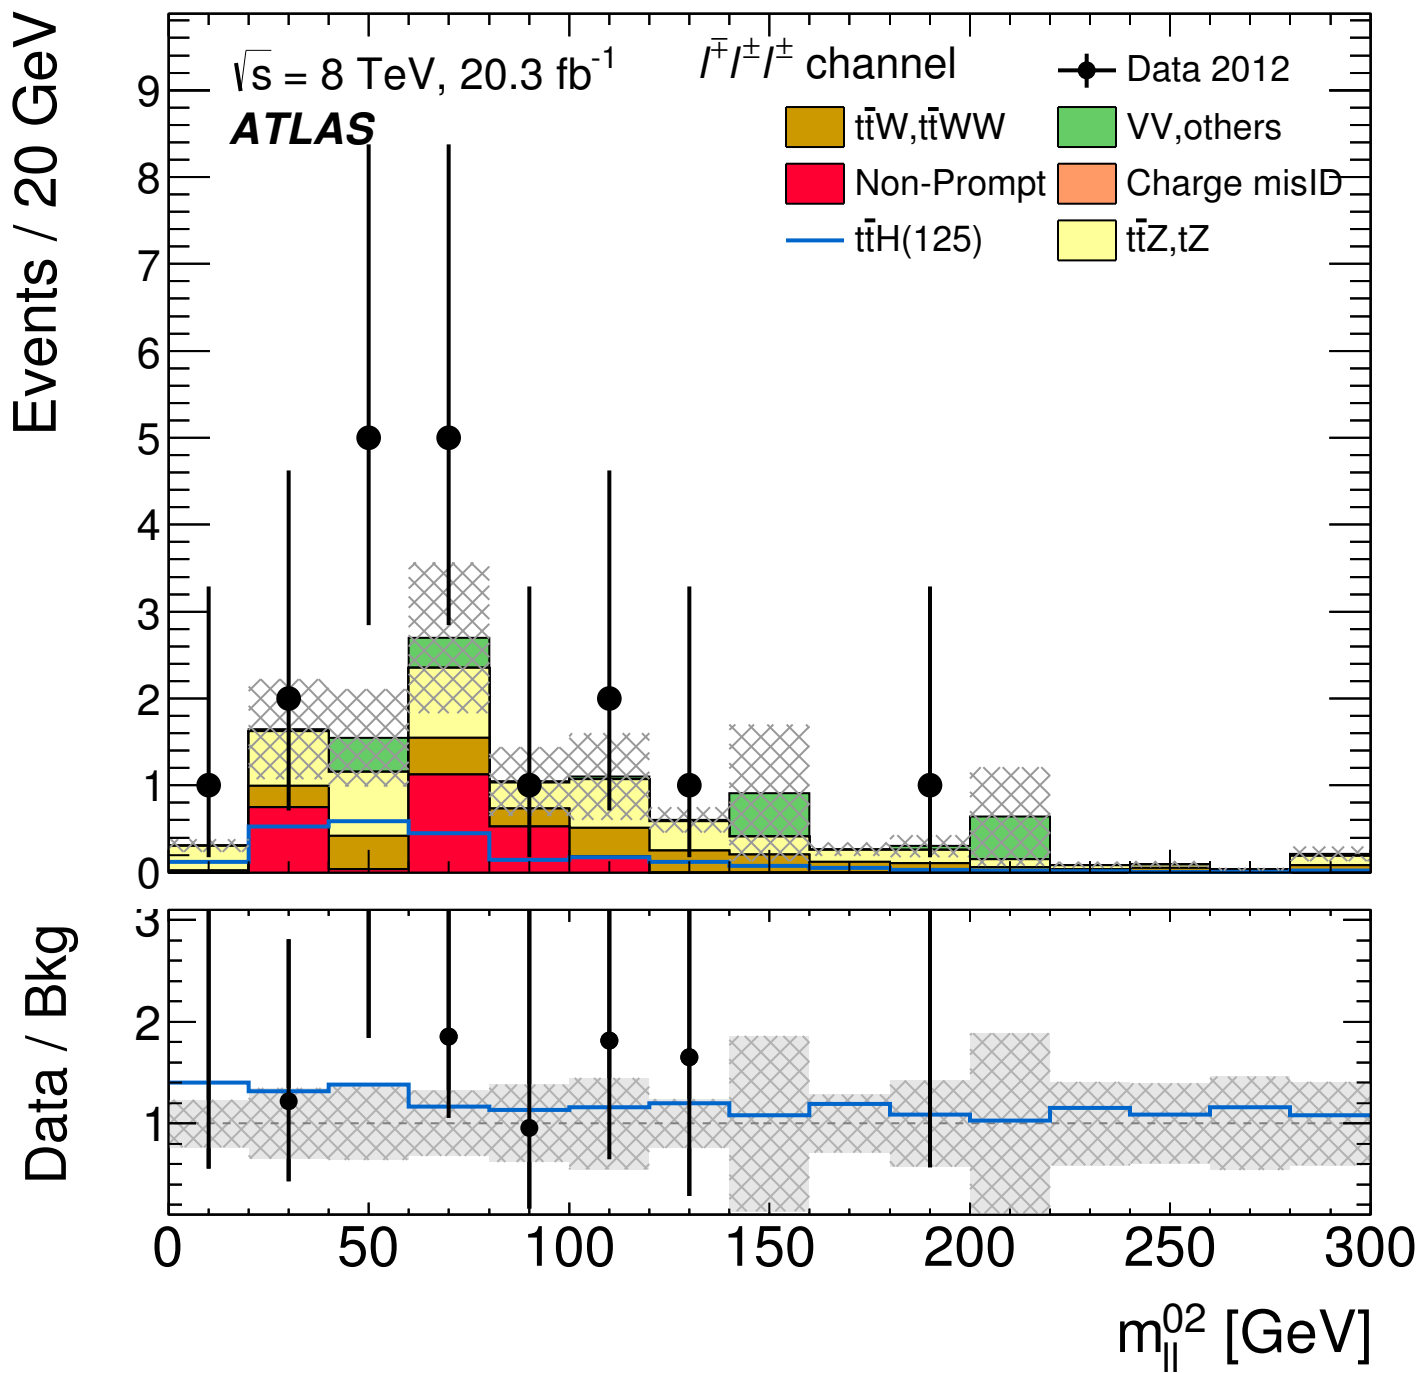 Events / 20 GeV
9
8
7
6
5
4
3
2
1
0
√s = 8 TeV, 20.3 fb⁻¹
ATLAS
l∓l±l± channel
Data 2012
tt̄W,tt̄WW
VV,others
Non-Prompt
Charge misID
tt̄H(125)
tt̄Z,tZ
Data / Bkg
3
2
1
0 50 100 150 200 250 300
m_ll^02 [GeV]